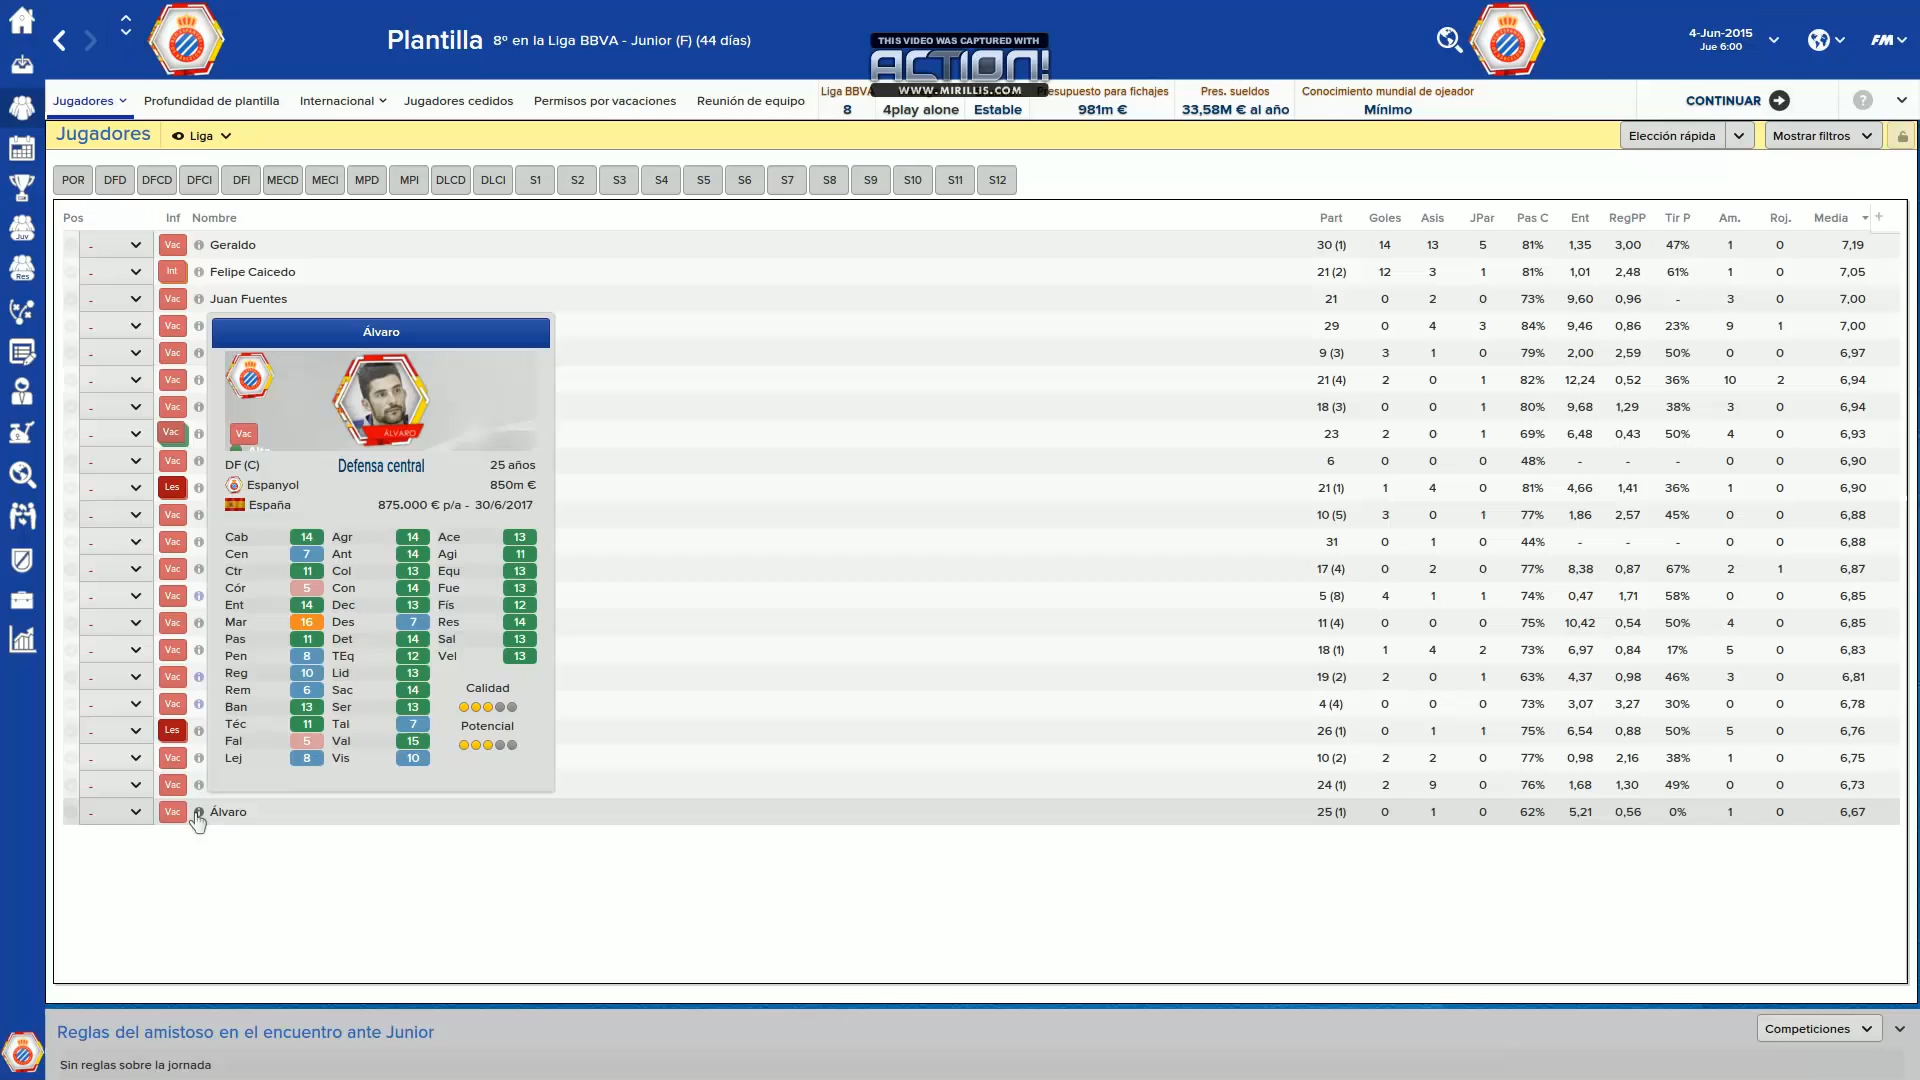 Plantilla 8º en la Liga BBVA - Junior (F) (44 días)
THIS VIDEO WAS CAPTURED WITH
ACTION!
WWW.MIRILLIS.COM
4-Jun-2015
Jue 6:00
FM
Juv
Res
Jugadores Profundidad de plantilla Internacional Jugadores cedidos Permisos por vacaciones Reunión de equipo
Liga BBVA
8
4play alone
Estable
Presupuesto para fichajes
981m €
Pres. sueldos
33,58M € al año
Conocimiento mundial de ojeador
Mínimo
CONTINUAR
?
Jugadores Liga Elección rápida Mostrar filtros
POR DFD DFCD DFCI DFI MECD MECI MPD MPI DLCD DLCI S1 S2 S3 S4 S5 S6 S7 S8 S9 S10 S11 S12
Pos Inf Nombre Part Goles Asis JPar Pas C Ent RegPP Tir P Am. Roj. Media +
- Vac Geraldo 30 (1) 14 13 5 81% 1,35 3,00 47% 1 0 7,19
- Int Felipe Caicedo 21 (2) 12 3 1 81% 1,01 2,48 61% 1 0 7,05
- Vac Juan Fuentes 21 0 2 0 73% 9,60 0,96 - 3 0 7,00
- Vac 29 0 4 3 84% 9,46 0,86 23% 9 1 7,00
- Vac 9 (3) 3 1 0 79% 2,00 2,59 50% 0 0 6,97
- Vac 21 (4) 2 0 1 82% 12,24 0,52 36% 10 2 6,94
- Vac 18 (3) 0 0 1 80% 9,68 1,29 38% 3 0 6,94
- Vac 23 2 0 1 69% 6,48 0,43 50% 4 0 6,93
- Vac 6 0 0 0 48% - - - 0 0 6,90
- Les 21 (1) 1 4 0 81% 4,66 1,41 36% 1 0 6,90
- Vac 10 (5) 3 0 1 77% 1,86 2,57 45% 0 0 6,88
- Vac 31 0 1 0 44% - - - 0 0 6,88
- Vac 17 (4) 0 2 0 77% 8,38 0,87 67% 2 1 6,87
- Vac 5 (8) 4 1 1 74% 0,47 1,71 58% 0 0 6,85
- Vac 11 (4) 0 0 0 75% 10,42 0,54 50% 4 0 6,85
- Vac 18 (1) 1 4 2 73% 6,97 0,84 17% 5 0 6,83
- Vac 19 (2) 2 0 1 63% 4,37 0,98 46% 3 0 6,81
- Vac 4 (4) 0 0 0 73% 3,07 3,27 30% 0 0 6,78
- Les 26 (1) 0 1 1 75% 6,54 0,88 50% 5 0 6,76
- Vac 10 (2) 2 2 0 77% 0,98 2,16 38% 1 0 6,75
- Vac 24 (1) 2 9 0 76% 1,68 1,30 49% 0 0 6,73
- Vac Álvaro 25 (1) 0 1 0 62% 5,21 0,56 0% 1 0 6,67
Álvaro
ÁLVARO
Vac
DF (C) Defensa central 25 años
Espanyol 850m €
España 875.000 € p/a - 30/6/2017
Cab 14 Agr 14 Ace 13
Cen 7 Ant 14 Agi 11
Ctr 11 Col 13 Equ 13
Cór 5 Con 14 Fue 13
Ent 14 Dec 13 Fís 12
Mar 16 Des 7 Res 14
Pas 11 Det 14 Sal 13
Pen 8 TEq 12 Vel 13
Reg 10 Lid 13
Rem 6 Sac 14 Calidad
Ban 13 Ser 13
Téc 11 Tal 7 Potencial
Fal 5 Val 15
Lej 8 Vis 10
Reglas del amistoso en el encuentro ante Junior Competiciones
Sin reglas sobre la jornada